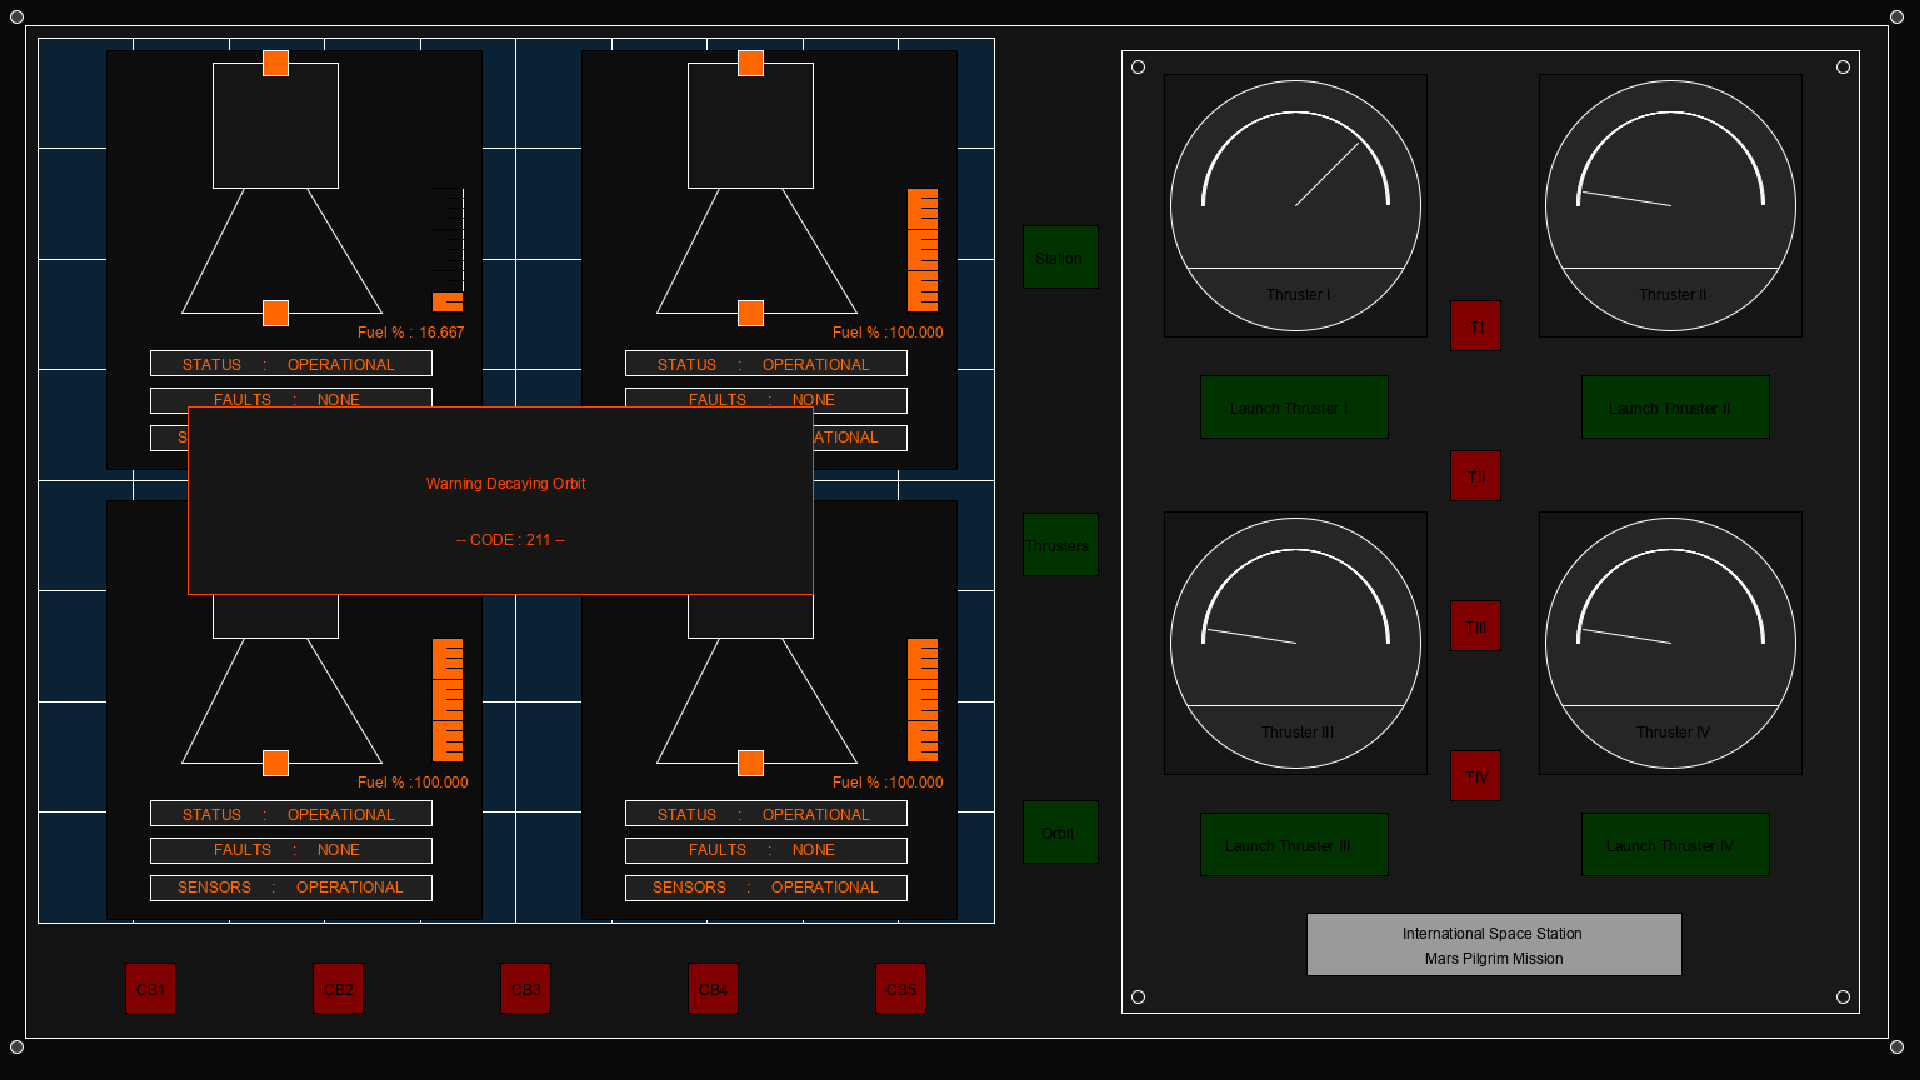 Fuel % : 16.667
STATUS : OPERATIONAL
FAULTS : NONE
S
Fuel % :100.000
STATUS : OPERATIONAL
FAULTS : NONE
ATIONAL
Warning Decaying Orbit
-- CODE : 211 --
Fuel % :100.000
STATUS : OPERATIONAL
FAULTS : NONE
SENSORS : OPERATIONAL
Fuel % :100.000
STATUS : OPERATIONAL
FAULTS : NONE
SENSORS : OPERATIONAL
CB1
CB2
CB3
CB4
CB5
Station
Thrusters
Orbit
Thruster I
Thruster II
TI
Launch Thruster I
Launch Thruster II
TII
TIII
Thruster III
Thruster IV
TIV
Launch Thruster III
Launch Thruster IV
International Space Station
Mars Pilgrim Mission